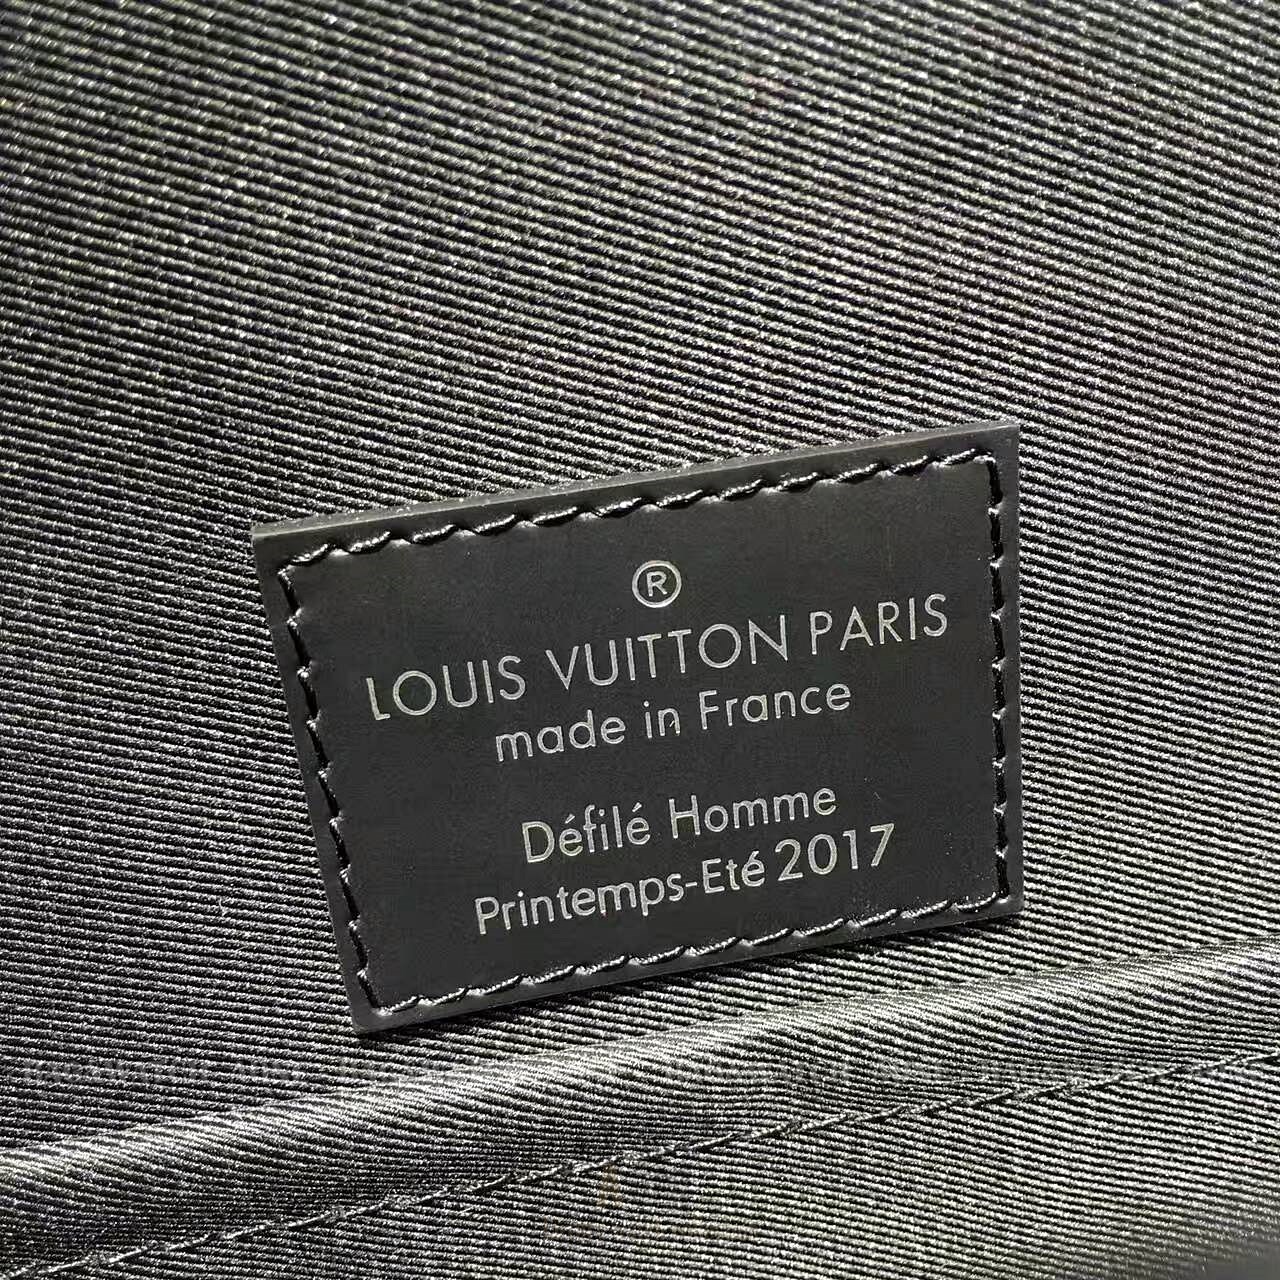 ®
LOUIS VUITTON PARIS
made in France
Défilé Homme
Printemps-Eté 2017